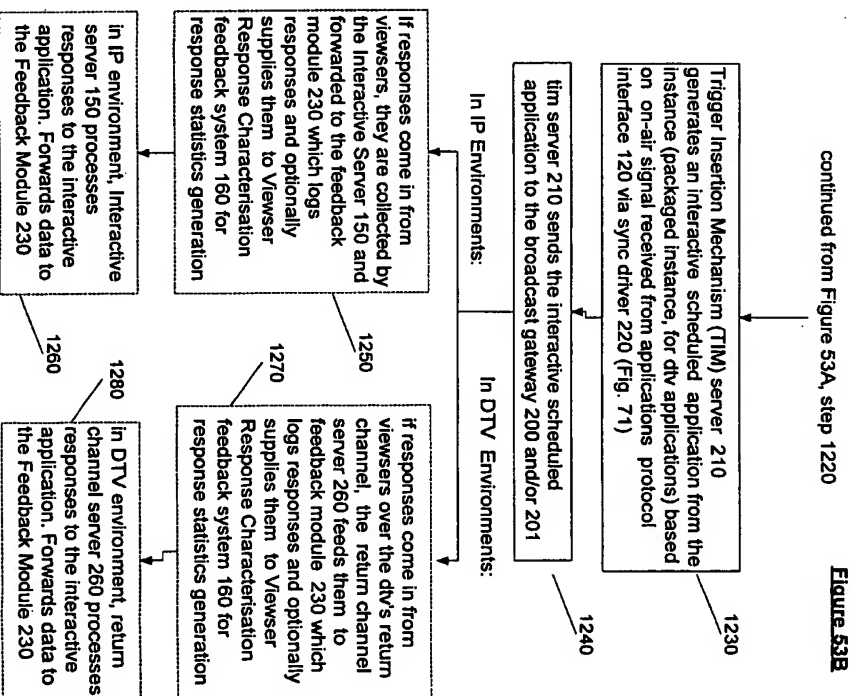 Figure 53B
continued from Figure 53A, step 1220
Trigger Insertion Mechanism (TIM) server 210
generates an interactive scheduled application from the
instance (packaged instance, for dtv applications) based
on on-air signal received from applications protocol
interface 120 via sync driver 220 (Fig. 71)
1230
tim server 210 sends the interactive scheduled
application to the broadcast gateway 200 and/or 201
1240
In IP Environments:
In DTV Environments:
If responses come in from
viewsers, they are collected by
the Interactive Server 150 and
forwarded to the feedback
module 230 which logs
responses and optionally
supplies them to Viewser
Response Characterisation
feedback system 160 for
response statistics generation
1250
if responses come in from
viewsers over the dtv's return
channel, the return channel
server 260 feeds them to
feedback module 230 which
logs responses and optionally
supplies them to Viewser
Response Characterisation
feedback system 160 for
response statistics generation
1270
in IP environment, Interactive
server 150 processes
responses to the interactive
application. Forwards data to
the Feedback Module 230
1260
in DTV environment, return
channel server 260 processes
responses to the interactive
application. Forwards data to
the Feedback Module 230
1280